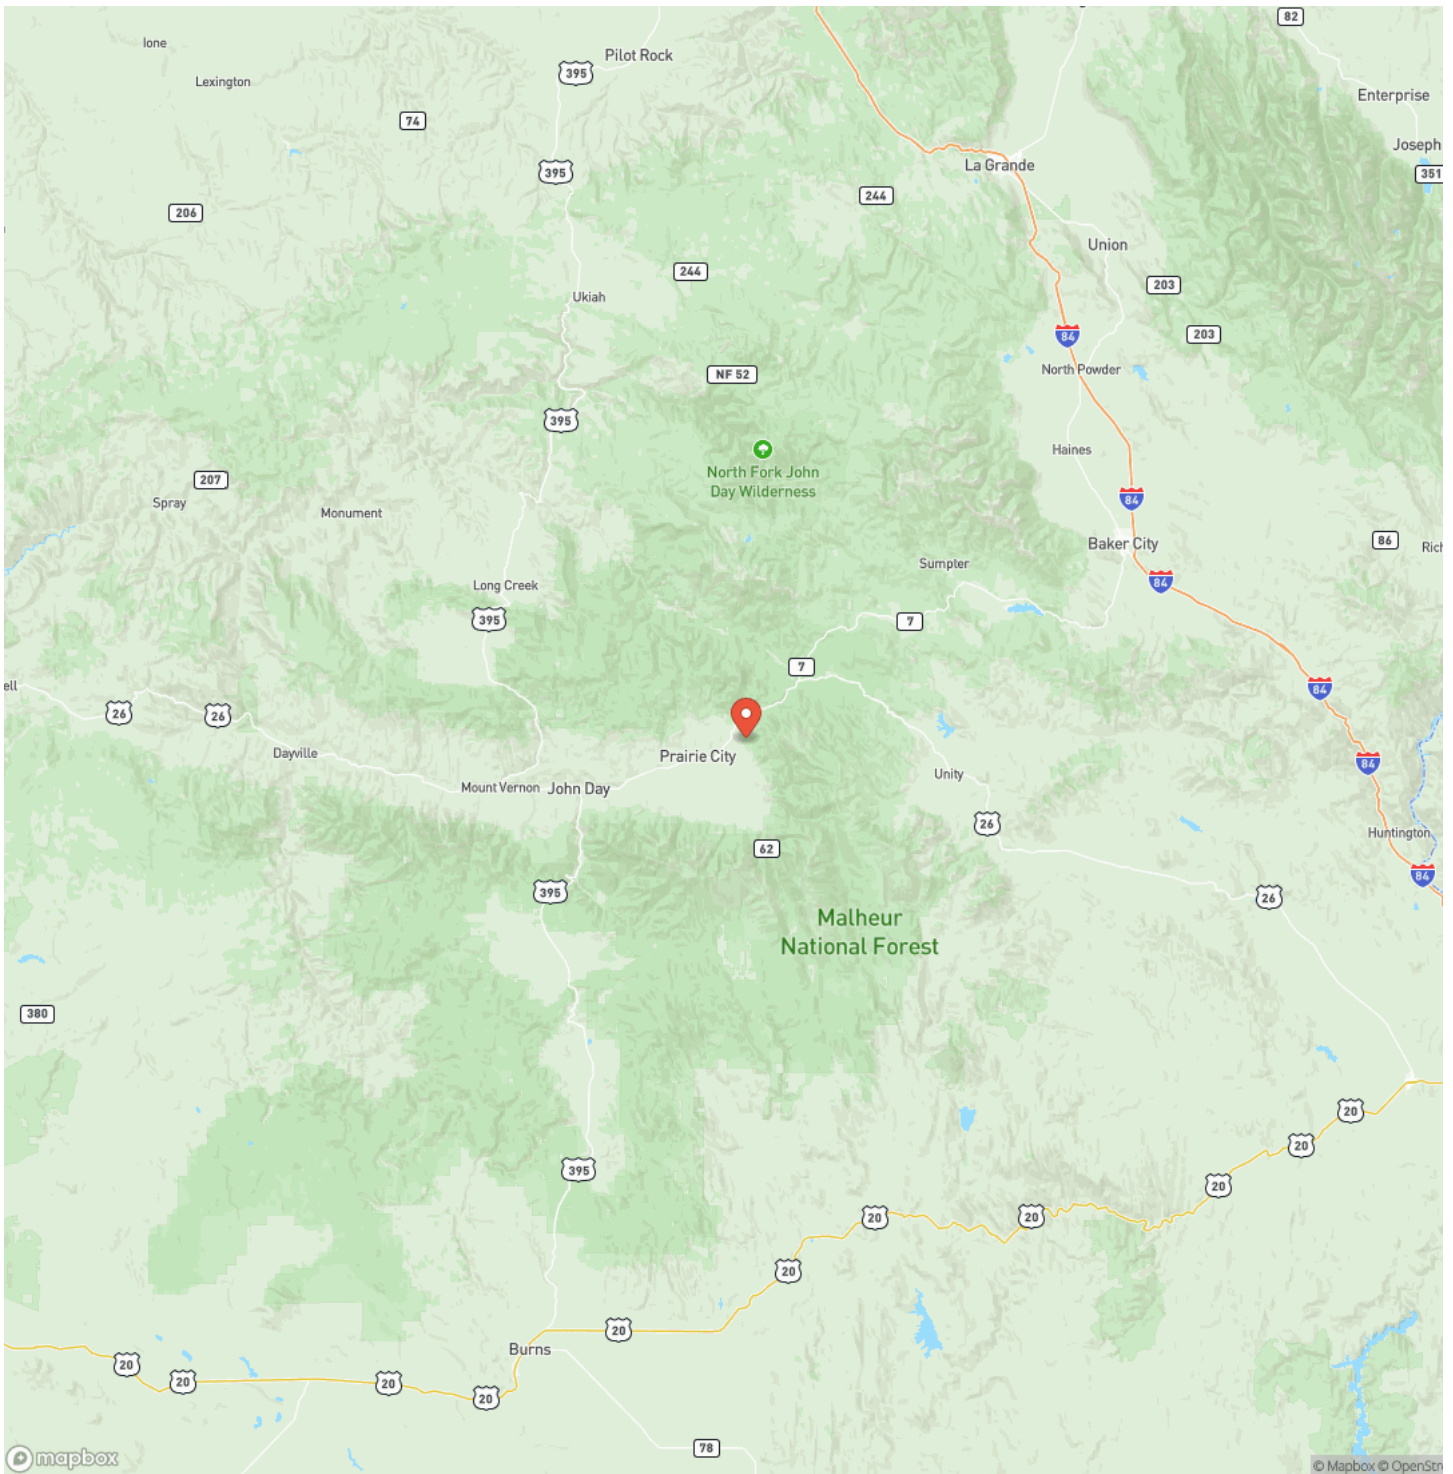 82
Ione
Pilot Rock
395
Lexington
Enterprise
74
Joseph
La Grande
395
351
244
206
Union
244
203
Ukiah
84
203
NF 52
North Powder
395
Haines
North Fork John
Day Wilderness
207
84
Spray
Monument
86
Baker City
Rich
Sumpter
84
Long Creek
395
7
7
ell
84
26
26
Dayville
Prairie City
84
Unity
Mount Vernon
John Day
26
Huntington
62
84
395
26
Malheur
National Forest
380
20
20
395
20
20
20
20
20
Burns
20
20
20
20
78
mapbox
© Mapbox © OpenStre